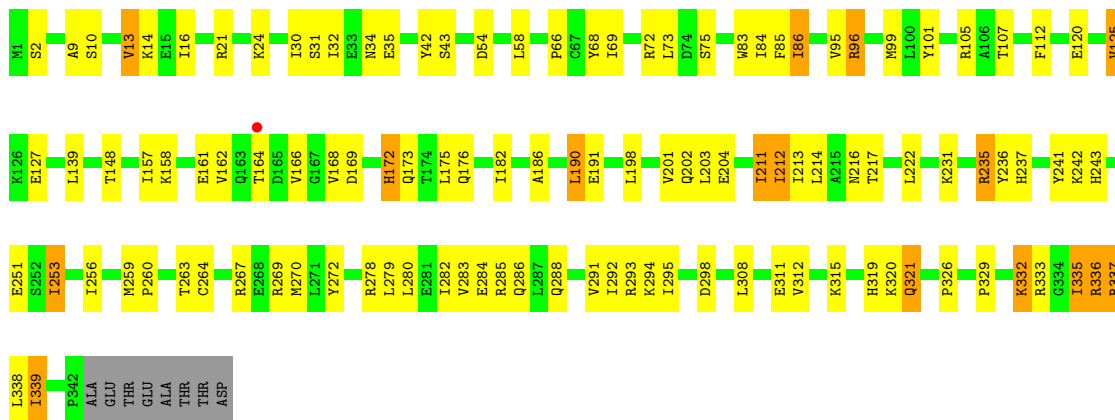 M1 S2 A9 S10 V13 K14 E15 I16 R21 K24 I30 S31 I32 E33 N34 E35 Y42 S43 D54 L58 P66 C67 Y68 I69 R72 L73 D74 S75 W83 I84 F85 I86 V95 R96 M99 L100 Y101 R105 A106 T107 F112 E120 V125
K126 E127 L139 T148 I157 K158 E161 V162 Q163 T164 D165 V166 G167 V168 D169 H172 Q173 T174 L175 Q176 I182 A186 L190 E191 L198 V201 Q202 L203 E204 I211 I212 I213 L214 A215 N216 T217 L222 K231 R235 Y236 H237 Y241 K242 H243
E251 S252 I253 I256 M259 P260 T263 C264 R267 E268 R269 M270 L271 Y272 R278 L279 L280 E281 I282 V283 E284 R285 Q286 L287 Q288 V291 I292 R293 K294 I295 D298 L308 E311 V312 K315 H319 K320 Q321 P326 P329 K332 R333 G334 I335 R336 R337
L338 I339 P342 ALA GLU THR GLU ALA THR THR ASP